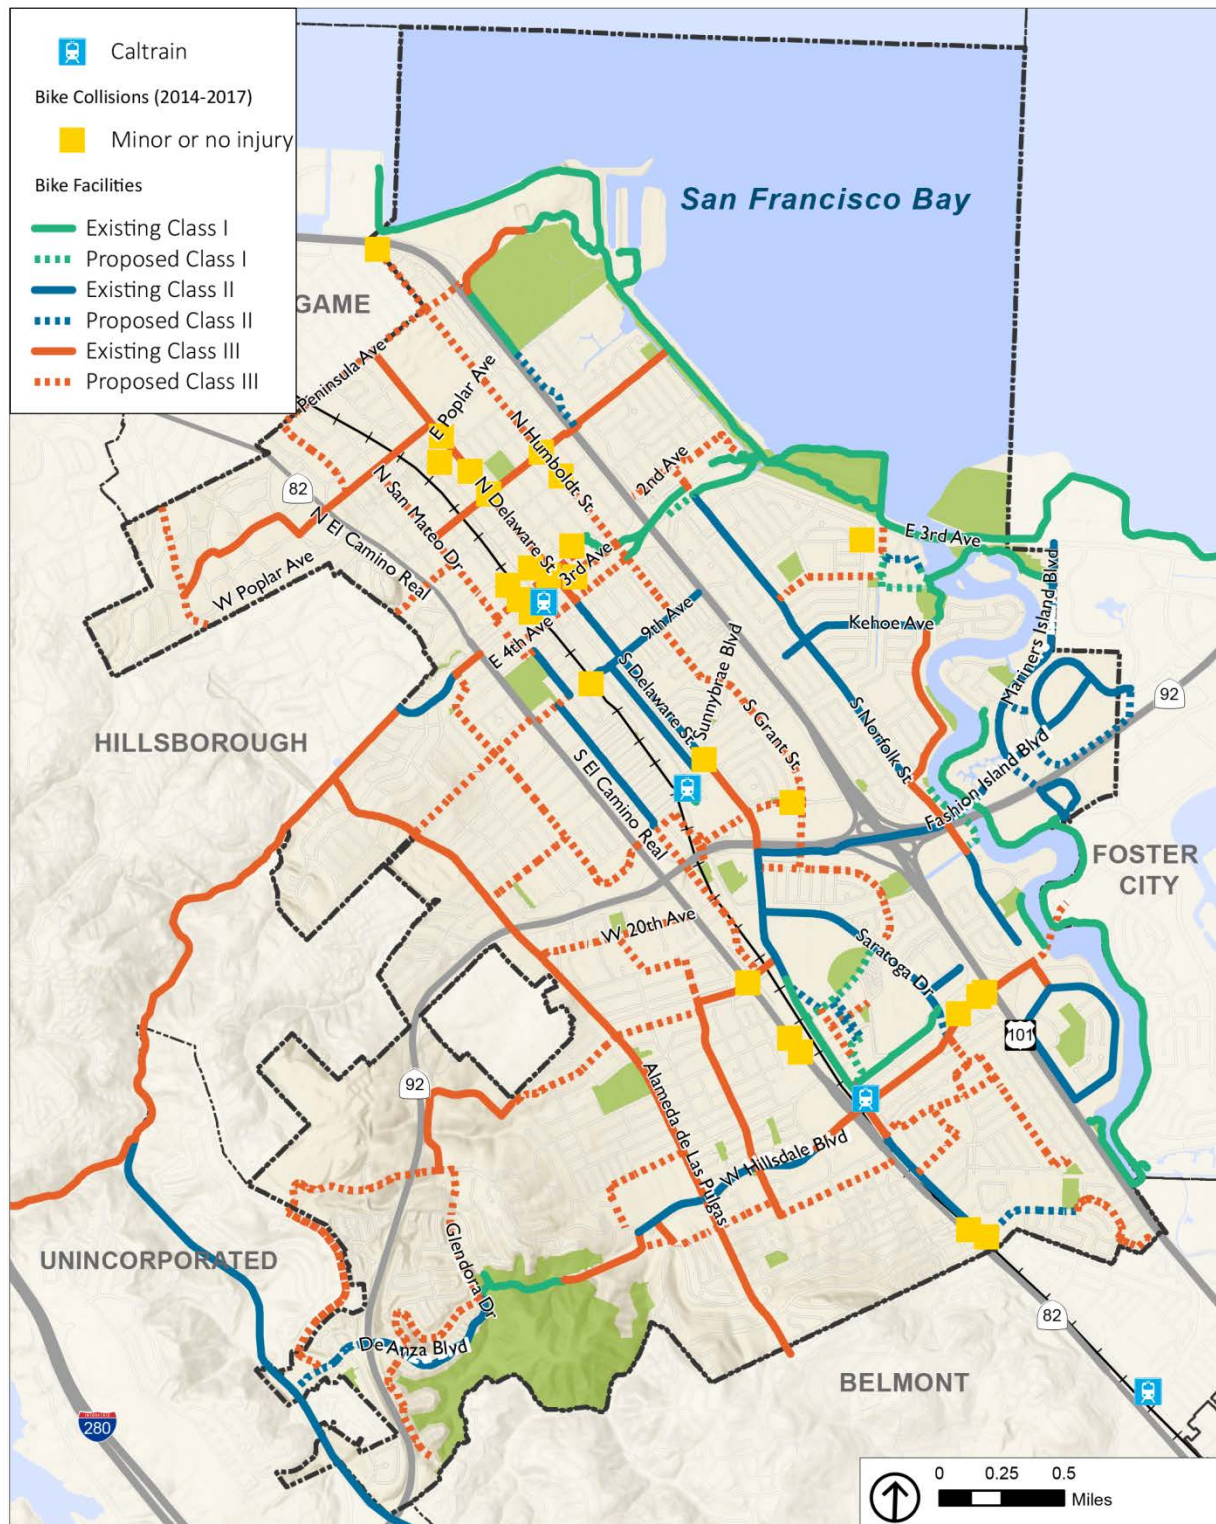 Caltrain
Bike Collisions (2014-2017)
Minor or no injury
Bike Facilities
Existing Class I
Proposed Class I
Existing Class II
Proposed Class II
Existing Class III
Proposed Class III
San Francisco Bay
GAME
Peninsula Ave
E Poplar Ave
N Humboldt St
2nd Ave
82
N San Mateo Dr
N Delaware St
N El Camino Real
W Poplar Ave
3rd Ave
E 3rd Ave
E 4th Ave
9th Ave
Kehoe Ave
Mariners Island Blvd
92
HILLSBOROUGH
S Delaware St
Sunnybrae Blvd
S Grant St
S Norfolk St
Fashion Island Blvd
S El Camino Real
FOSTER
CITY
W 20th Ave
Saratoga Dr
101
92
Alameda de Las Pulgas
W Hillsdale Blvd
UNINCORPORATED
Glendora Dr
De Anza Blvd
82
BELMONT
INTERSTATE
280
0 0.25 0.5
Miles